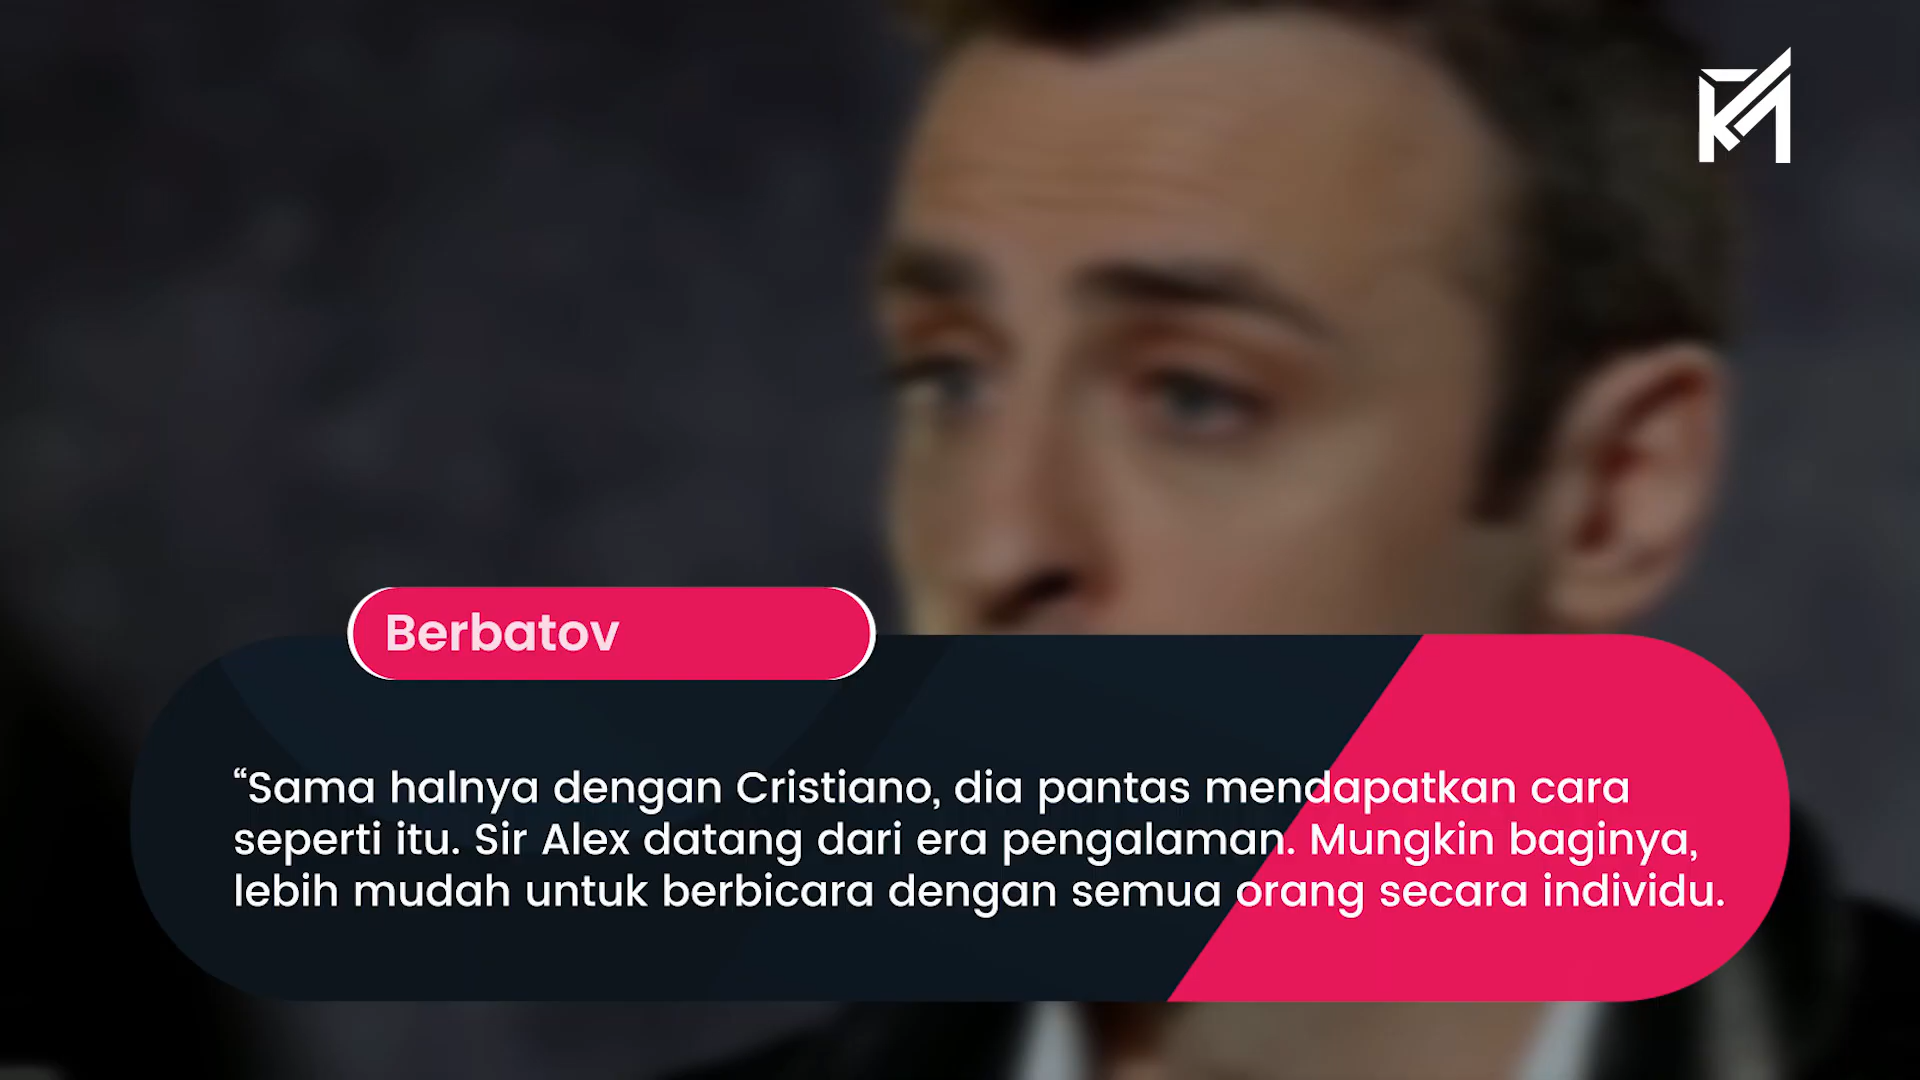 Berbatov
“Sama halnya dengan Cristiano, dia pantas mendapatkan cara
seperti itu. Sir Alex datang dari era pengalaman. Mungkin baginya,
lebih mudah untuk berbicara dengan semua orang secara individu.